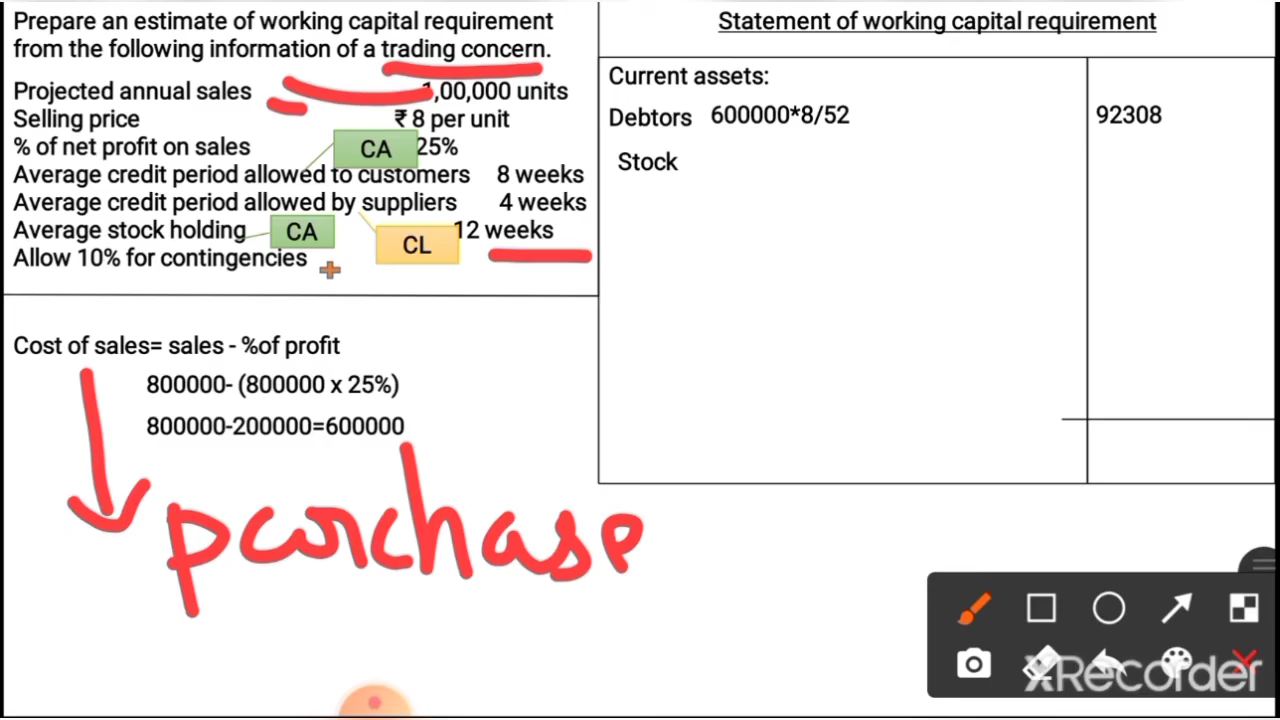 Prepare an estimate of working capital requirement
from the following information of a trading concern.
Projected annual sales 1,00,000 units
Selling price ₹ 8 per unit
% of net profit on sales 25%
CA
Average credit period allowed to customers 8 weeks
Average credit period allowed by suppliers 4 weeks
Average stock holding CA 12 weeks
CL
Allow 10% for contingencies
Cost of sales= sales - %of profit
800000- (800000 x 25%)
800000-200000=600000
purchase
Statement of working capital requirement
Current assets:
Debtors 600000*8/52 92308
Stock
XRecorder